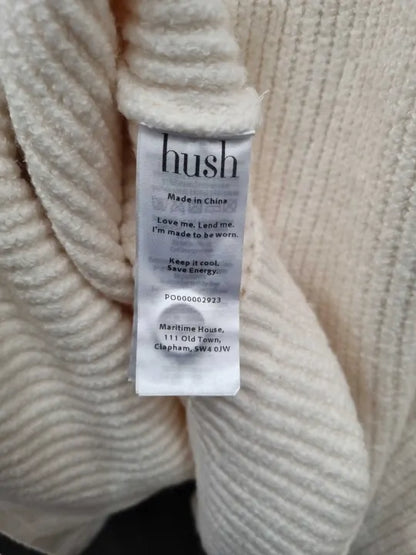 hush
Made in China
Love me. Lend me.
I'm made to be worn.
Keep it cool.
Save Energy.
PO000002923
Maritime House,
111 Old Town,
Clapham, SW4 0JW